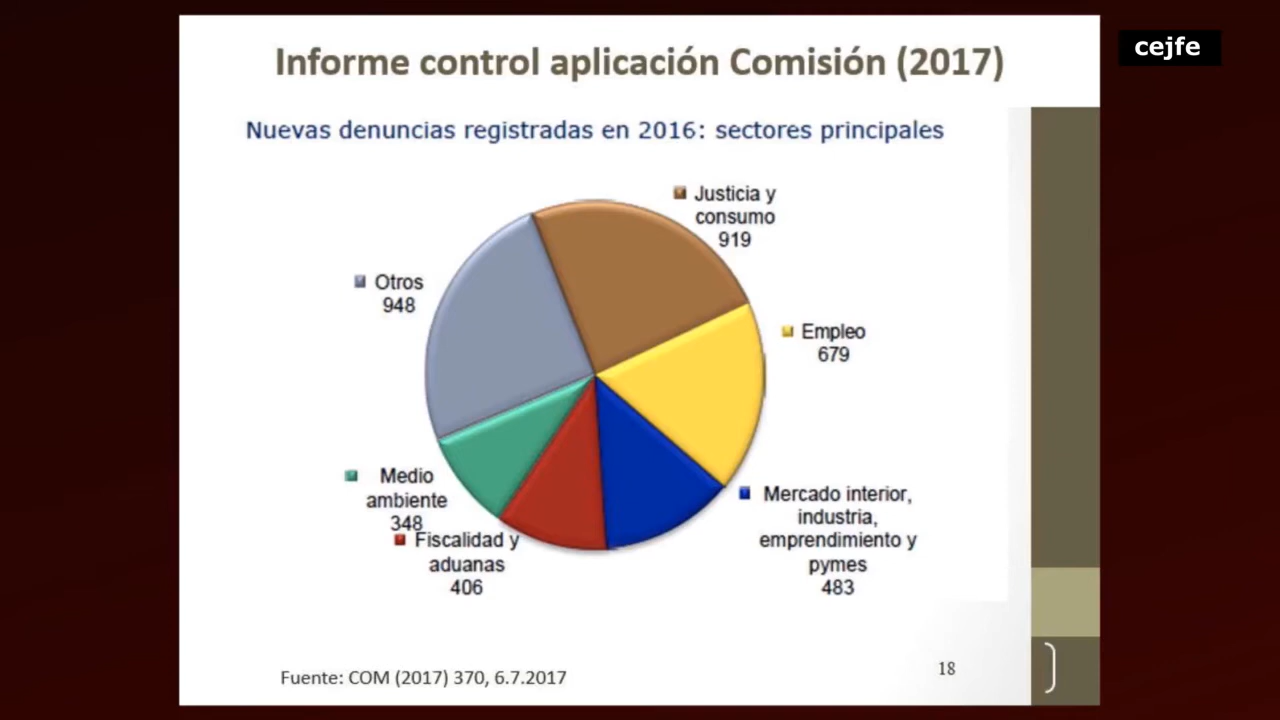 Informe control aplicación Comisión (2017)
cejfe
Nuevas denuncias registradas en 2016: sectores principales
Justicia y
consumo
919
Otros
948
Empleo
679
Medio
ambiente
348
Mercado interior,
industria,
emprendimiento y
pymes
483
Fiscalidad y
aduanas
406
Fuente: COM (2017) 370, 6.7.2017
18